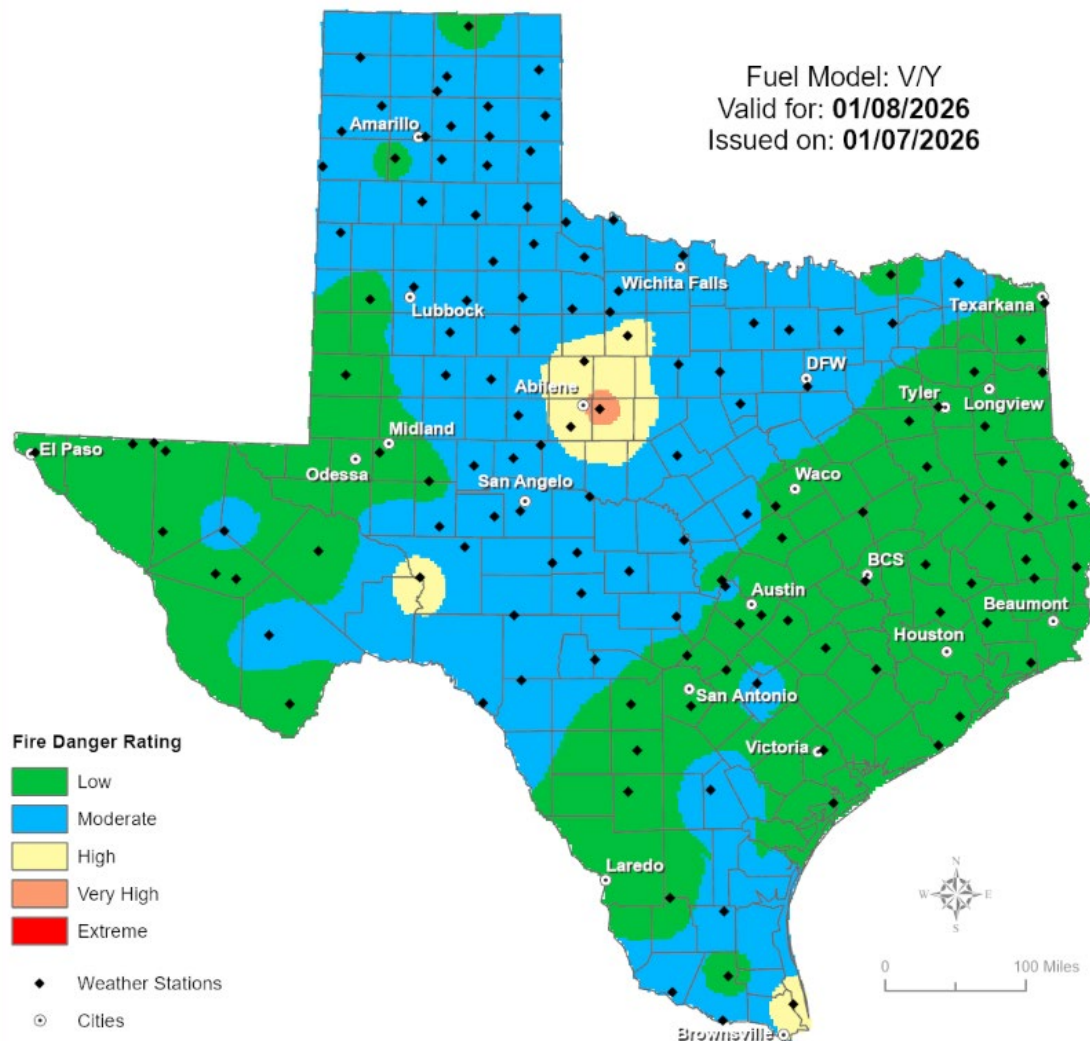 Fuel Model: V/Y
Valid for: 01/08/2026
Issued on: 01/07/2026
Amarillo
Wichita Falls
Lubbock
Texarkana
DFW
Abilene
Tyler
Longview
Midland
El Paso
Odessa
Waco
San Angelo
BCS
Austin
Beaumont
Houston
San Antonio
Victoria
Laredo
Brownsville
Fire Danger Rating
Low
Moderate
High
Very High
Extreme
Weather Stations
Cities
N
W E
S
0 100 Miles